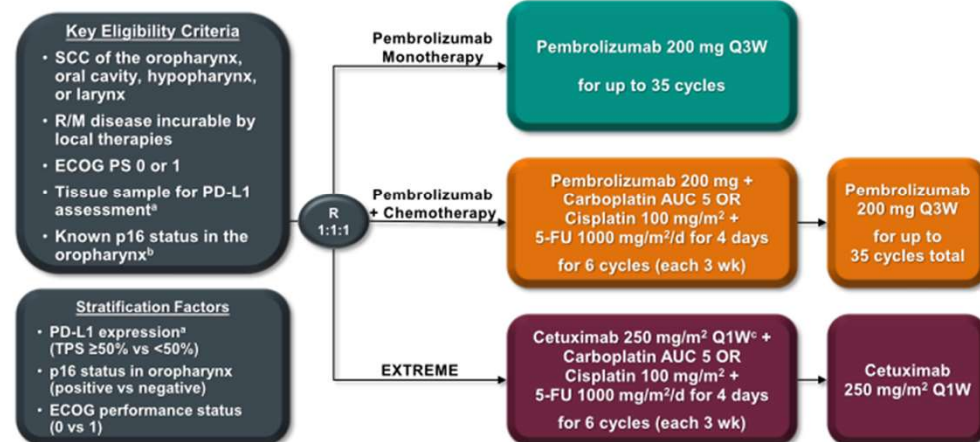 Key Eligibility Criteria
• SCC of the oropharynx,
oral cavity, hypopharynx,
or larynx
• R/M disease incurable by
local therapies
• ECOG PS 0 or 1
• Tissue sample for PD-L1
assessmentᵃ
• Known p16 status in the
oropharynxᵇ
Stratification Factors
• PD-L1 expressionᵃ
(TPS ≥50% vs <50%)
• p16 status in oropharynx
(positive vs negative)
• ECOG performance status
(0 vs 1)
R
1:1:1
Pembrolizumab
Monotherapy
Pembrolizumab 200 mg Q3W
for up to 35 cycles
Pembrolizumab
+ Chemotherapy
Pembrolizumab 200 mg +
Carboplatin AUC 5 OR
Cisplatin 100 mg/m² +
5-FU 1000 mg/m²/d for 4 days
for 6 cycles (each 3 wk)
Pembrolizumab
200 mg Q3W
for up to
35 cycles total
EXTREME
Cetuximab 250 mg/m² Q1Wᶜ +
Carboplatin AUC 5 OR
Cisplatin 100 mg/m² +
5-FU 1000 mg/m²/d for 4 days
for 6 cycles (each 3 wk)
Cetuximab
250 mg/m² Q1W